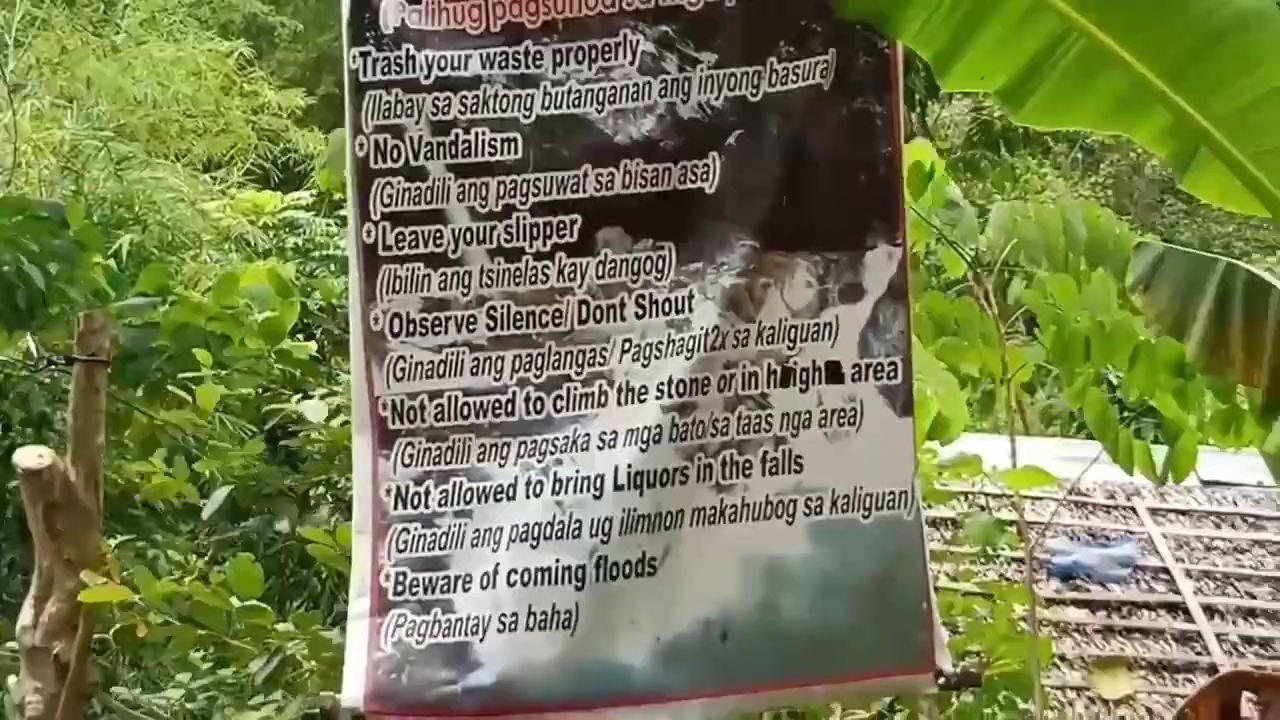 (Palihug pagsunod sa mga
*Trash your waste properly
(Ilabay sa saktong butanganan ang inyong basura)
* No Vandalism
(Ginadili ang pagsuwat sa bisan asa)
* Leave your slipper
(Ibilin ang tsinelas kay dangog)
* Observe Silence/ Dont Shout
(Ginadili ang paglangas/ Pagshagit2x sa kaliguan)
*Not allowed to climb the stone or in area
(Ginadili ang pagsaka sa mga bato/sa taas nga area)
*Not allowed to bring Liquors in the falls
(Ginadili ang pagdala ug ilimnon makahubog sa kaliguan)
*Beware of coming floods
(Pagbantay sa baha)